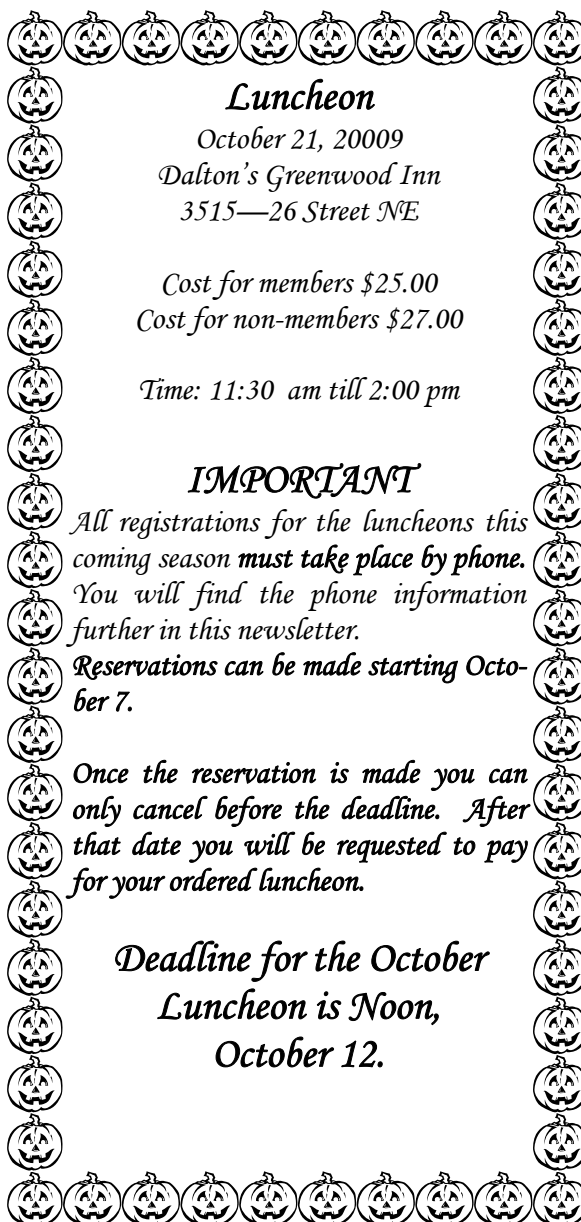 Luncheon
October 21, 20009
Dalton's Greenwood Inn
3515—26 Street NE
Cost for members $25.00
Cost for non-members $27.00
Time: 11:30  am till 2:00 pm
IMPORTANT
All registrations for the luncheons this
coming season must take place by phone.
You will find the phone information
further in this newsletter.
Reservations can be made starting Octo-
ber 7.
Once the reservation is made you can
only cancel before the deadline.  After
that date you will be requested to pay
for your ordered luncheon.
Deadline for the October
Luncheon is Noon,
October 12.